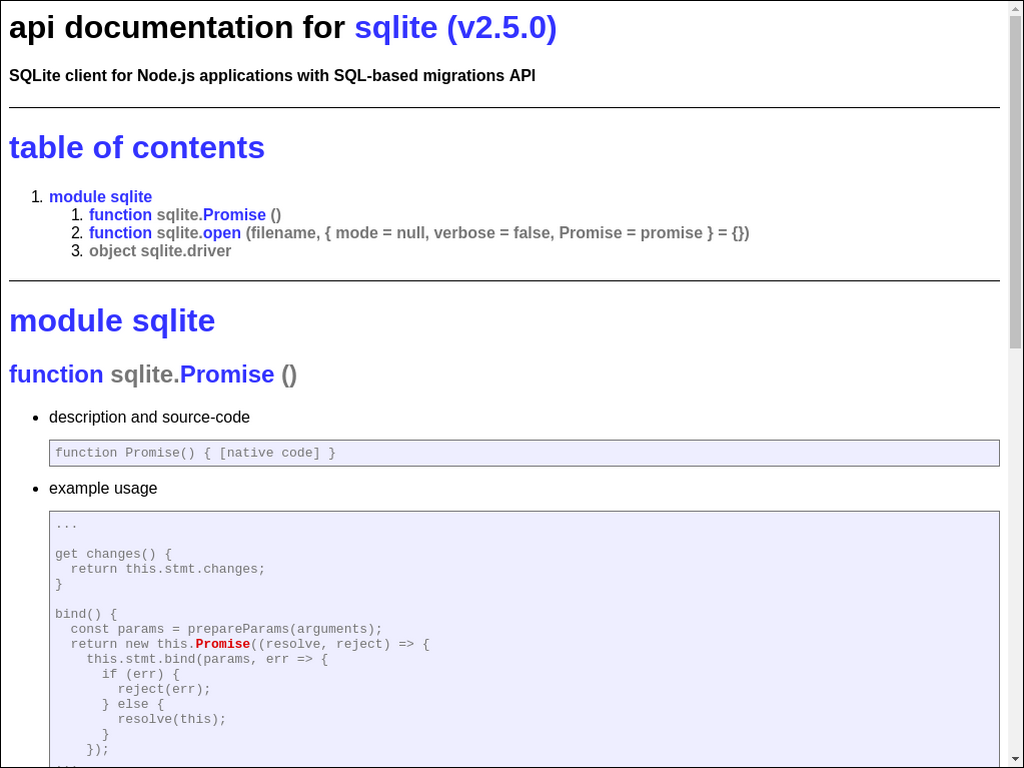 api documentation for sqlite (v2.5.0)
SQLite client for Node.js applications with SQL-based migrations API
table of contents
1. module sqlite
1. function sqlite.Promise ()
2. function sqlite.open (filename, { mode = null, verbose = false, Promise = promise } = {})
3. object sqlite.driver
module sqlite
function sqlite.Promise ()
• description and source-code
function Promise() { [native code] }
• example usage
...
get changes() {
  return this.stmt.changes;
}
bind() {
  const params = prepareParams(arguments);
  return new this.Promise((resolve, reject) => {
    this.stmt.bind(params, err => {
      if (err) {
        reject(err);
      } else {
        resolve(this);
      }
    });
...